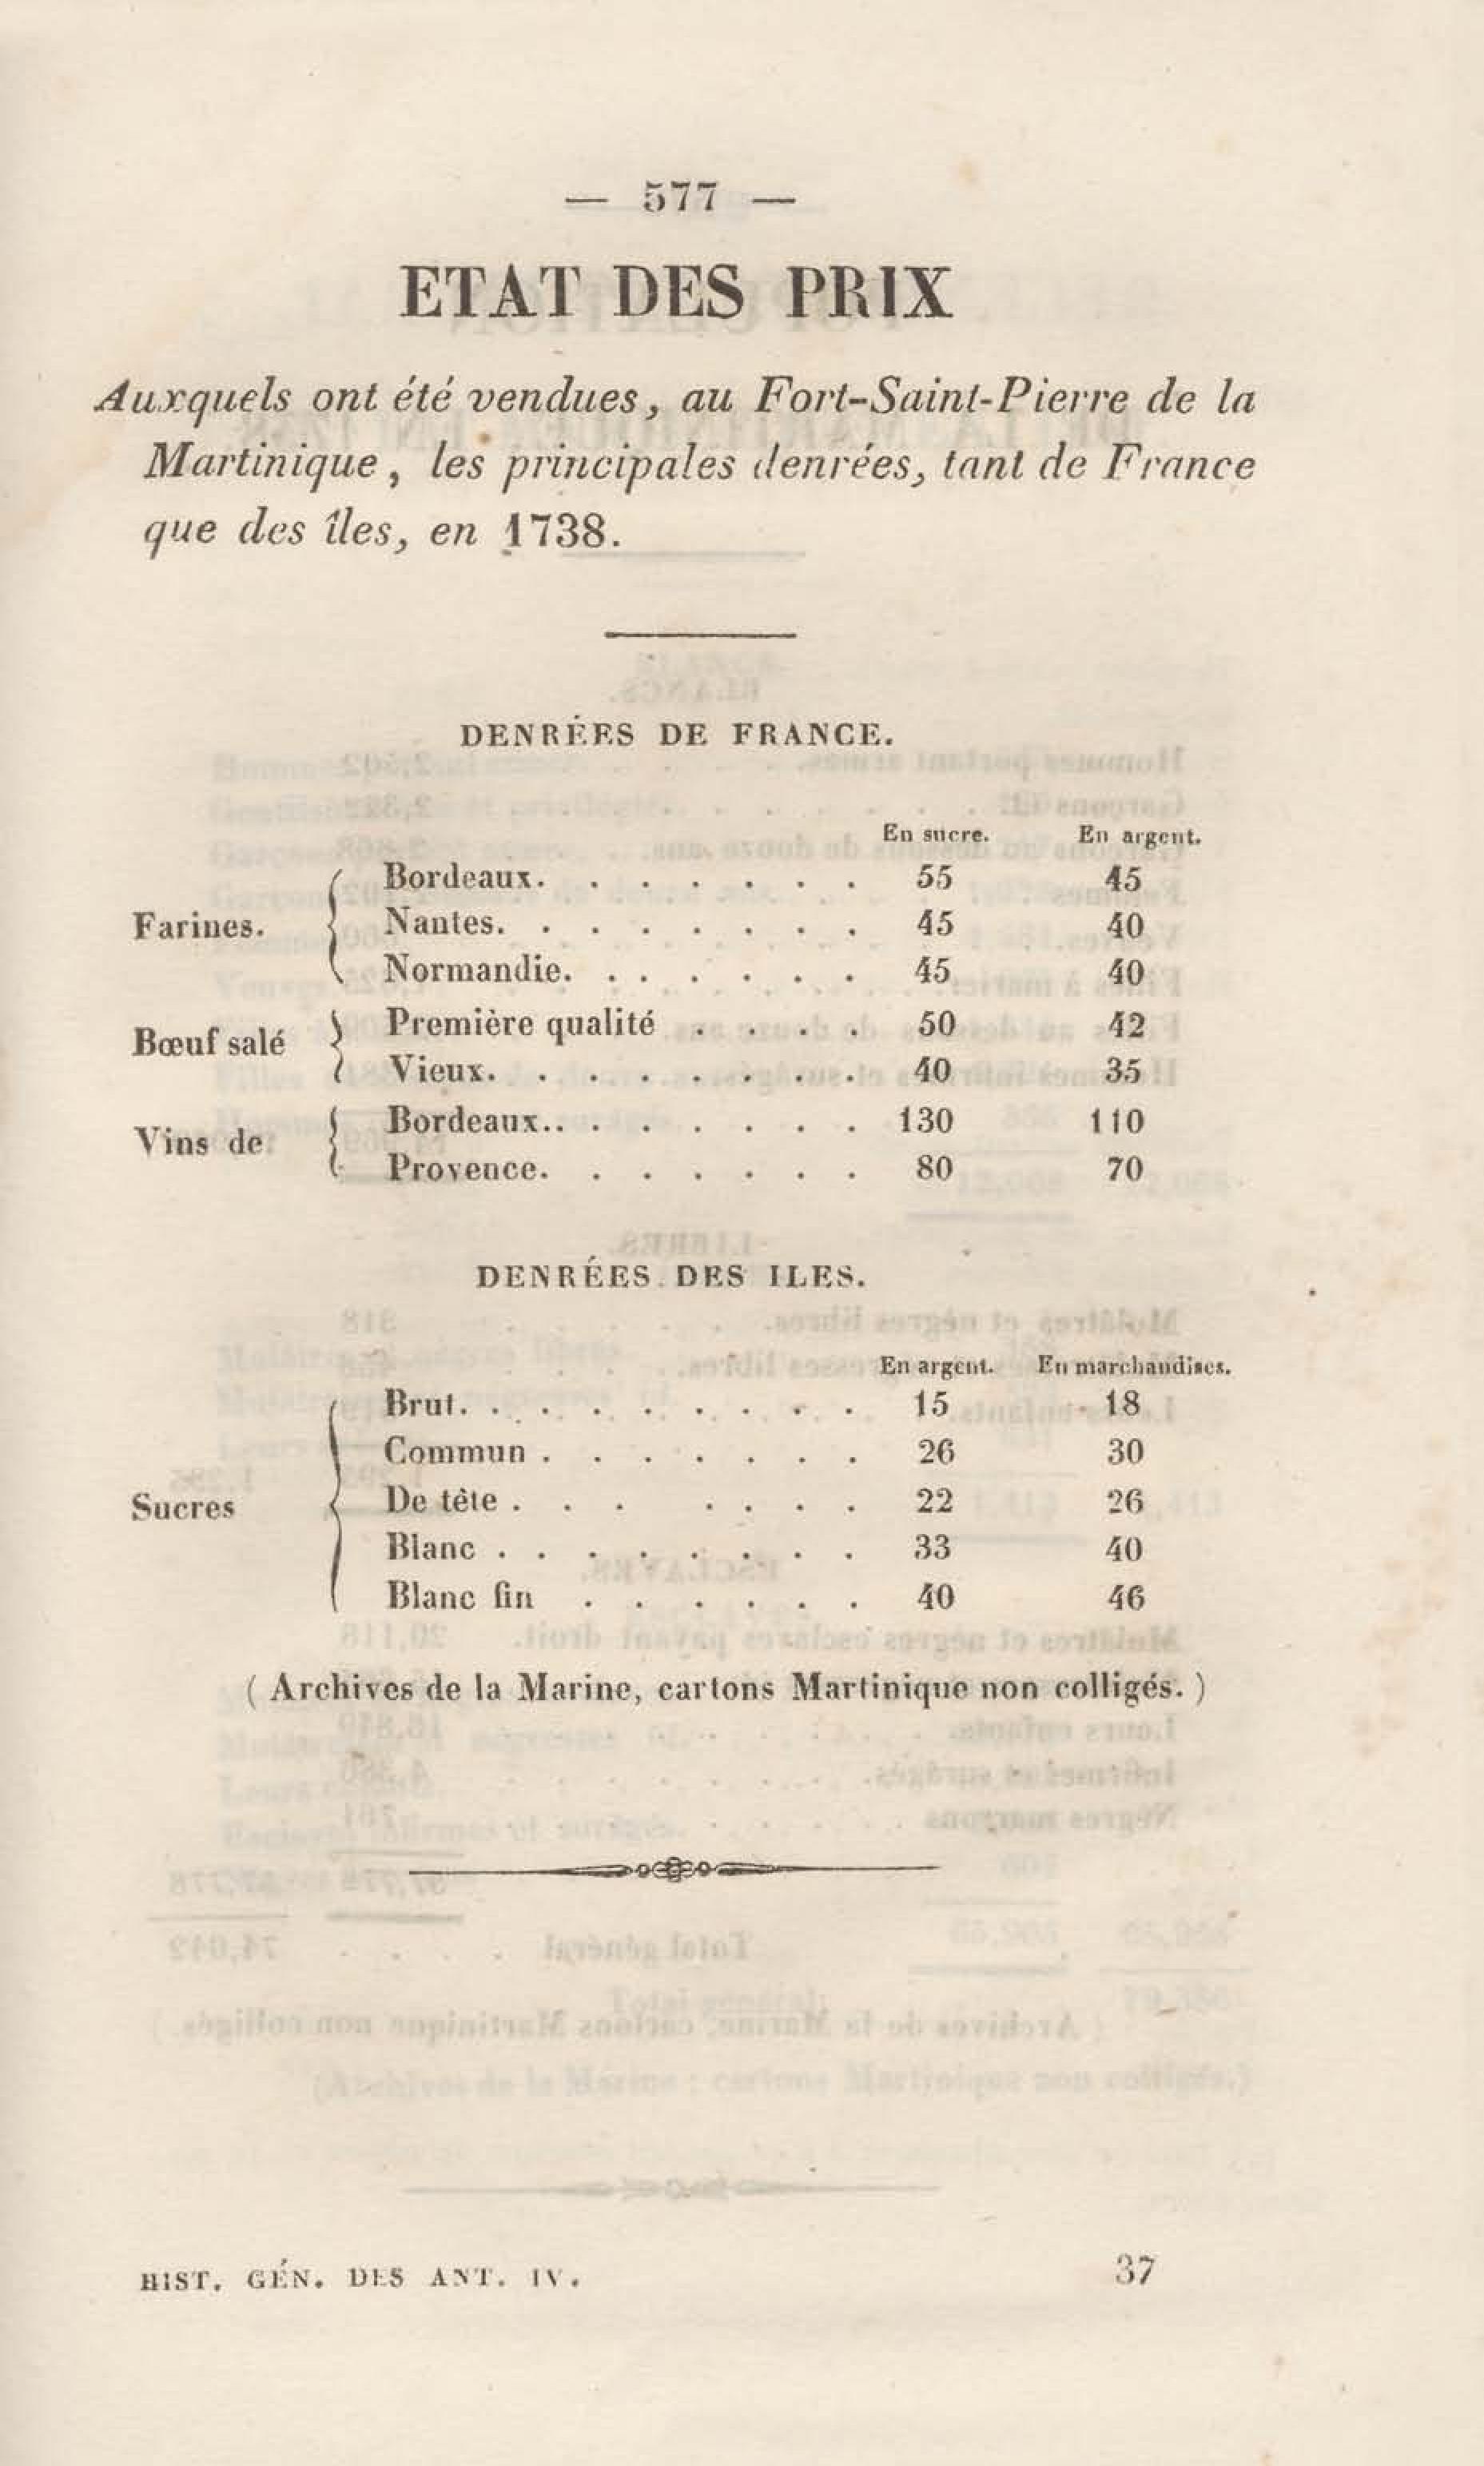 — 577 —
ETAT DES PRIX
Auxquels ont été vendues, au Fort-Saint-Pierre de la
Martinique, les principales denrées, tant de France
que des îles, en 1738.
DENRÉES DE FRANCE.
En sucre. En argent.
Farines. Bordeaux. . . . . . . 55 45
Nantes. . . . . . . . 45 40
Normandie. . . . . . . 45 40
Bœuf salé Première qualité . . . . 50 42
Vieux. . . . . . . . . 40 35
Vins de Bordeaux.. . . . . . . 130 110
Provence. . . . . . . 80 70
DENRÉES DES ILES.
En argent. En marchandises.
Sucres Brut. . . . . . . . . 15 18
Commun . . . . . . . 26 30
De tête . . . . . . . 22 26
Blanc . . . . . . . . 33 40
Blanc fin . . . . . . 40 46
( Archives de la Marine, cartons Martinique non colligés. )
HIST. GÉN. DES ANT. IV. 37